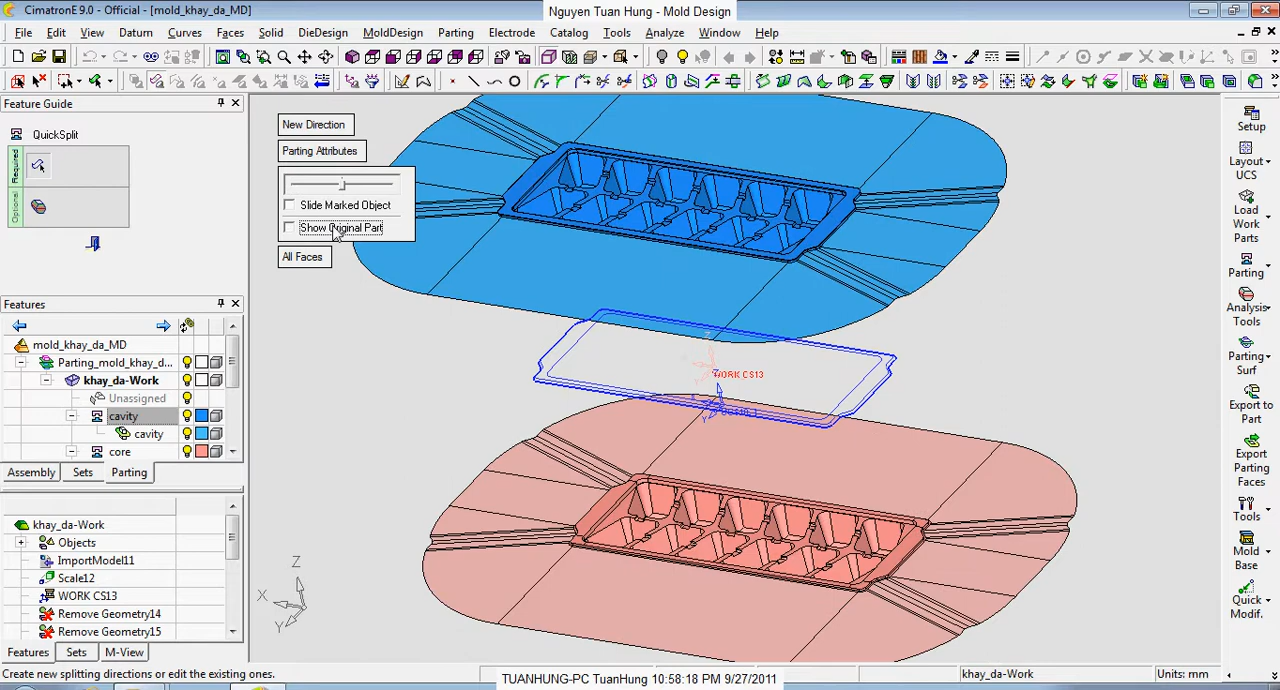 CimatronE 9.0 - Official - [mold_khay_da_MD]
Nguyen Tuan Hung - Mold Design
File View Datum Curves Faces Solid DieDesign MoldDesign Parting Electrode Catalog Tools Analyze Window Help
Feature Guide
QuickSplit
Required
Optional
New Direction
Parting Attributes
Slide Marked Object
Show Original Part
All Faces
Features
mold_khay_da_MD
Parting_mold_khay_d...
khay_da-Work
Unassigned
cavity
cavity
core
Assembly Sets Parting
khay_da-Work
Objects
ImportModel11
Scale12
WORK CS13
Remove Geometry14
Remove Geometry15
Features Sets M-View
WORK CS13
Z
X
Y
Setup
Layout
UCS
Load
Work
Parts
Parting
Analysis
Tools
Parting
Surf
Export to
Part
Export
Parting
Faces
Tools
Mold
Base
Quick
Modif.
Create new splitting directions or edit the existing ones.
TUANHUNG-PC TuanHung 10:58:18 PM 9/27/2011
khay_da-Work
Units: mm